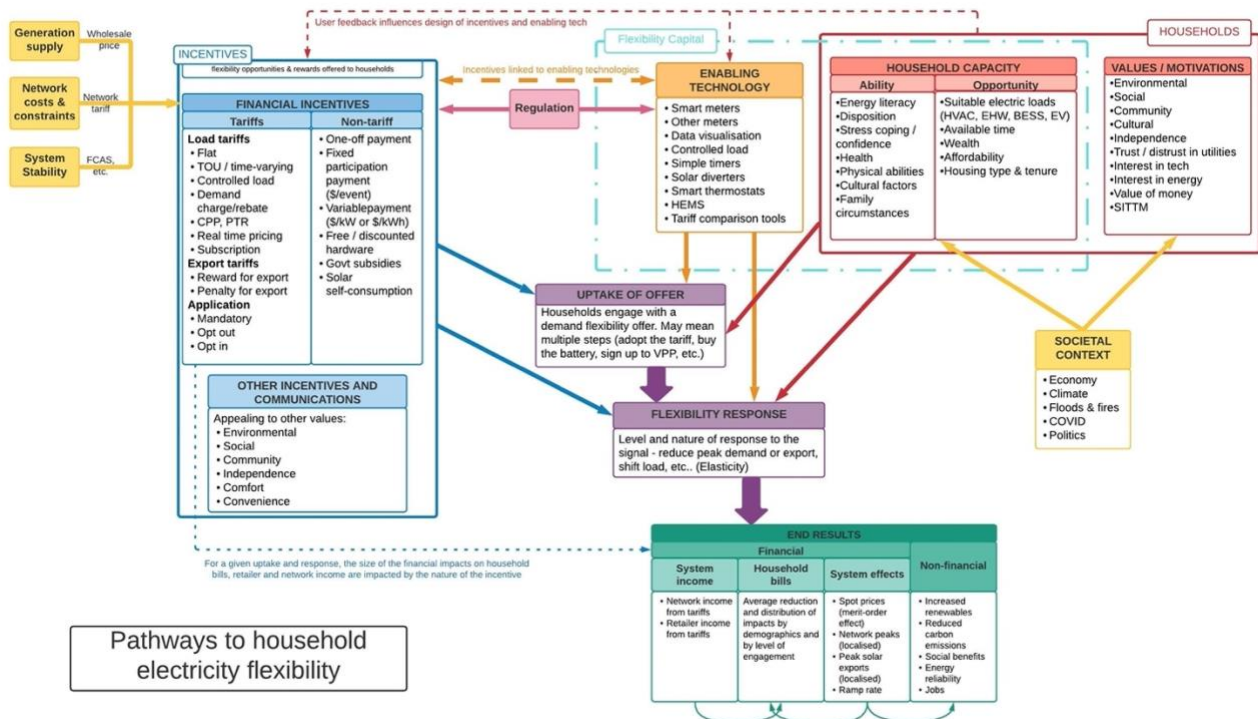 User feedback influences design of incentives and enabling tech
Generation
supply
Wholesale
price
Network
costs &
constraints
Network
tariff
System
Stability
FCAS,
etc.
INCENTIVES
flexibility opportunities & rewards offered to households
FINANCIAL INCENTIVES
Tariffs
Load tariffs
• Flat
• TOU / time-varying
• Controlled load
• Demand
charge/rebate
• CPP, PTR
• Real time pricing
• Subscription
Export tariffs
• Reward for export
• Penalty for export
Application
• Mandatory
• Opt out
• Opt in
Non-tariff
• One-off payment
• Fixed
participation
payment
($/event)
• Variablepayment
($/kW or $/kWh)
• Free / discounted
hardware
• Govt subsidies
• Solar
self-consumption
OTHER INCENTIVES AND
COMMUNICATIONS
Appealing to other values:
• Environmental
• Social
• Community
• Independence
• Comfort
• Convenience
Incentives linked to enabling technologies
Regulation
Flexibility Capital
ENABLING
TECHNOLOGY
• Smart meters
• Other meters
• Data visualisation
• Controlled load
• Simple timers
• Solar diverters
• Smart thermostats
• HEMS
• Tariff comparison tools
HOUSEHOLDS
HOUSEHOLD CAPACITY
Ability
•Energy literacy
•Disposition
•Stress coping /
confidence
•Health
•Physical abilities
•Cultural factors
•Family
circumstances
Opportunity
•Suitable electric loads
(HVAC, EHW, BESS, EV)
•Available time
•Wealth
•Affordability
•Housing type & tenure
VALUES / MOTIVATIONS
•Environmental
•Social
•Community
•Cultural
•Independence
•Trust / distrust in utilities
•Interest in tech
•Interest in energy
•Value of money
•SITTM
UPTAKE OF OFFER
Households engage with a
demand flexibility offer. May mean
multiple steps (adopt the tariff, buy
the battery, sign up to VPP, etc.)
SOCIETAL
CONTEXT
• Economy
• Climate
• Floods & fires
• COVID
• Politics
FLEXIBILITY RESPONSE
Level and nature of response to the
signal - reduce peak demand or export,
shift load, etc.. (Elasticity)
For a given uptake and response, the size of the financial impacts on household
bills, retailer and network income are impacted by the nature of the incentive
END RESULTS
Financial
System
income
• Network income
from tariffs
• Retailer income
from tariffs
Household
bills
Average reduction
and distribution of
impacts by
demographics and
by level of
engagement
System effects
• Spot prices
(merit-order
effect)
• Network peaks
(localised)
• Peak solar
exports
(localised)
• Ramp rate
Non-financial
• Increased
renewables
• Reduced
carbon
emissions
• Social benefits
• Energy
reliability
• Jobs
Pathways to household
electricity flexibility